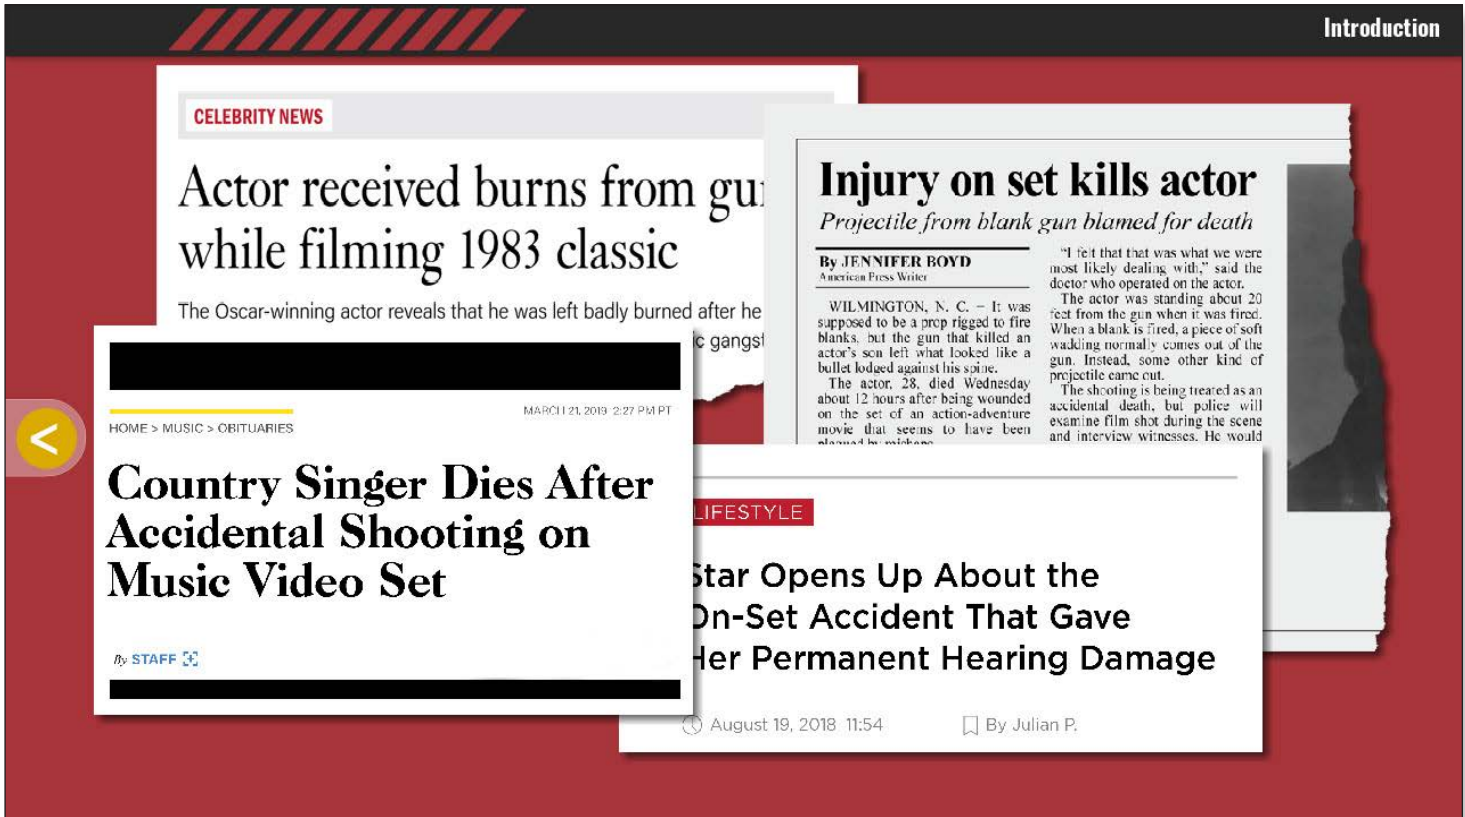 Introduction
CELEBRITY NEWS
Actor received burns from gu
while filming 1983 classic
The Oscar-winning actor reveals that he was left badly burned after he
ic gangst
Injury on set kills actor
Projectile from blank gun blamed for death
By JENNIFER BOYD
American Press Writer
WILMINGTON, N. C. – It was
supposed to be a prop rigged to fire
blanks, but the gun that killed an
actor's son left what looked like a
bullet lodged against his spine.
The actor, 28, died Wednesday
about 12 hours after being wounded
on the set of an action-adventure
movie that seems to have been
"I felt that that was what we were
most likely dealing with," said the
doctor who operated on the actor.
The actor was standing about 20
feet from the gun when it was fired.
When a blank is fired, a piece of soft
wadding normally comes out of the
gun. Instead, some other kind of
projectile came out.
The shooting is being treated as an
accidental death, but police will
examine film shot during the scene
and interview witnesses. He would
<
MARCH 21, 2019 2:27 PM PT
HOME > MUSIC > OBITUARIES
Country Singer Dies After
Accidental Shooting on
Music Video Set
By STAFF
LIFESTYLE
Star Opens Up About the
On-Set Accident That Gave
Her Permanent Hearing Damage
August 19, 2018 11:54
By Julian P.